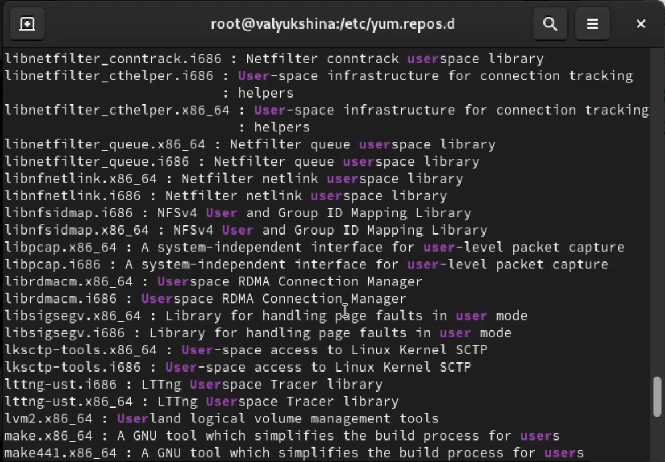 root@valyukshina:/etc/yum.repos.d
libnetfilter_conntrack.i686 : Netfilter conntrack userspace library
libnetfilter_cthelper.i686 : User-space infrastructure for connection tracking
: helpers
libnetfilter_cthelper.x86_64 : User-space infrastructure for connection tracking
: helpers
libnetfilter_queue.x86_64 : Netfilter queue userspace library
libnetfilter_queue.i686 : Netfilter queue userspace library
libnfnetlink.x86_64 : Netfilter netlink userspace library
libnfnetlink.i686 : Netfilter netlink userspace library
libnfsidmap.i686 : NFSv4 User and Group ID Mapping Library
libnfsidmap.x86_64 : NFSv4 User and Group ID Mapping Library
libpcap.x86_64 : A system-independent interface for user-level packet capture
libpcap.i686 : A system-independent interface for user-level packet capture
librdmacm.x86_64 : Userspace RDMA Connection Manager
librdmacm.i686 : Userspace RDMA Connection Manager
libsigsegv.x86_64 : Library for handling page faults in user mode
libsigsegv.i686 : Library for handling page faults in user mode
lksctp-tools.x86_64 : User-space access to Linux Kernel SCTP
lksctp-tools.i686 : User-space access to Linux Kernel SCTP
lttng-ust.i686 : LTTng Userspace Tracer library
lttng-ust.x86_64 : LTTng Userspace Tracer library
lvm2.x86_64 : Userland logical volume management tools
make.x86_64 : A GNU tool which simplifies the build process for users
make441.x86_64 : A GNU tool which simplifies the build process for users